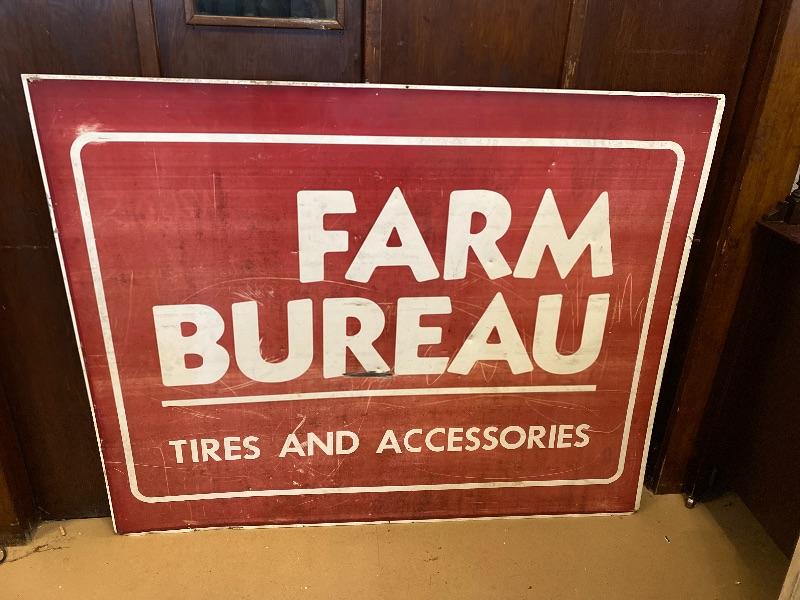 FARM
BUREAU
TIRES AND ACCESSORIES